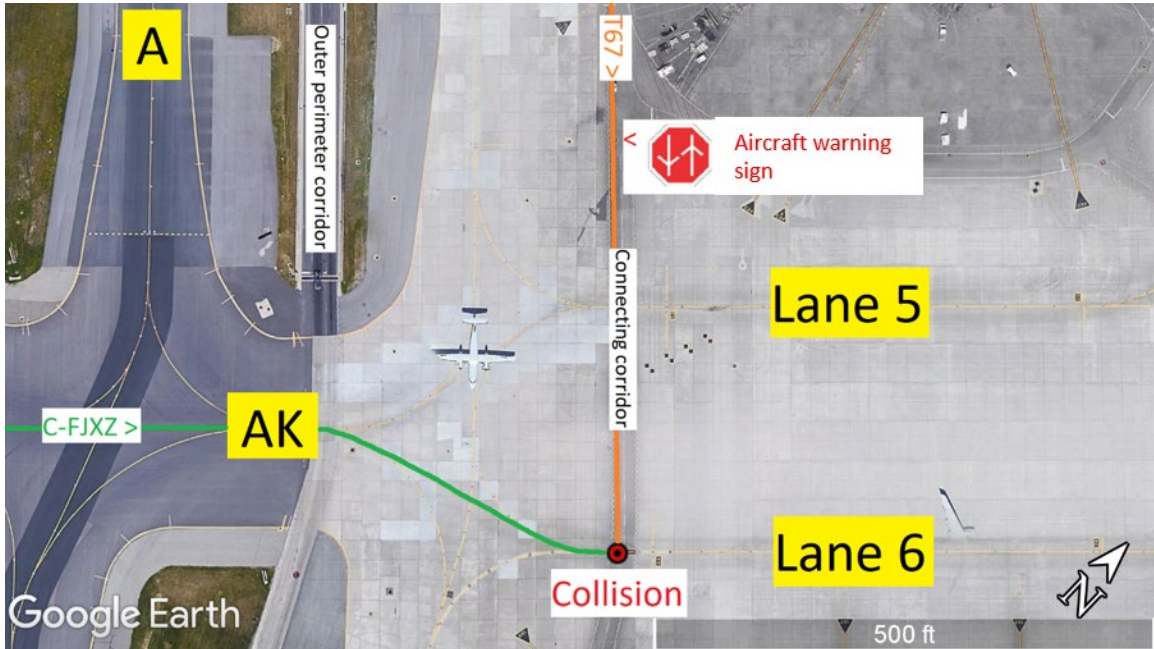 A
Outer perimeter corridor
T67 >
<
Aircraft warning
sign
Connecting corridor
Lane 5
C-FJXZ >
AK
Lane 6
Collision
N
Google Earth
500 ft